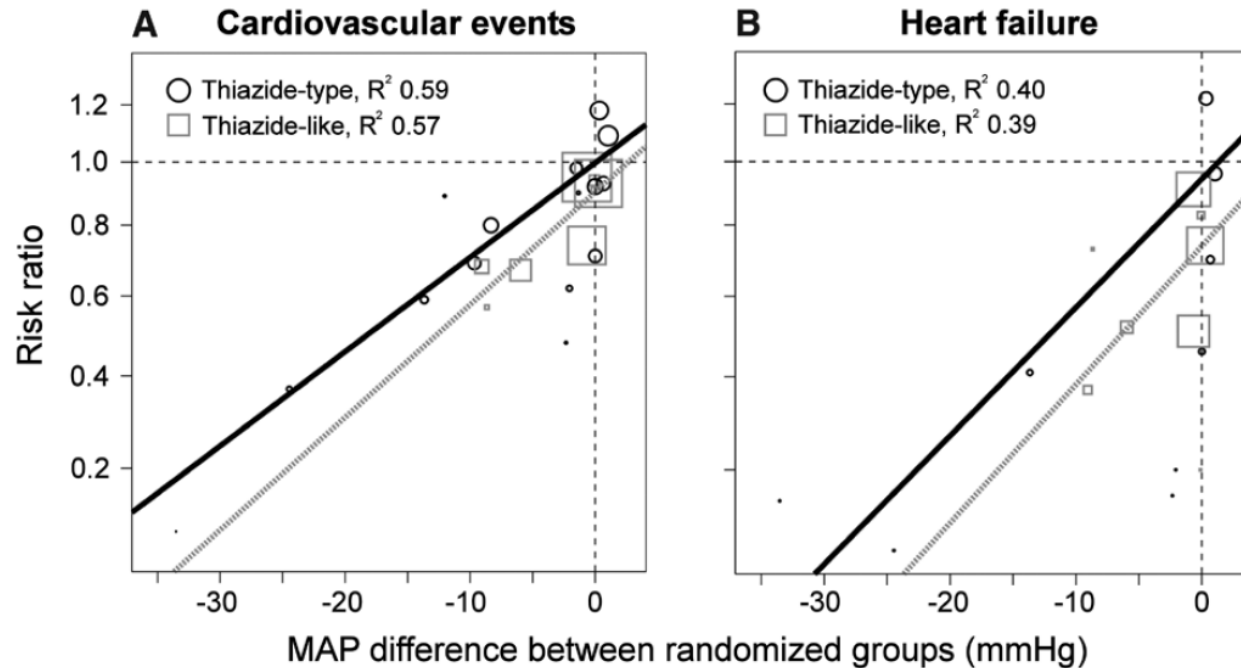 A Cardiovascular events
B Heart failure
Thiazide-type, R² 0.59
Thiazide-like, R² 0.57
Thiazide-type, R² 0.40
Thiazide-like, R² 0.39
Risk ratio
1.2
1.0
0.8
0.6
0.4
0.2
-30 -20 -10 0
-30 -20 -10 0
MAP difference between randomized groups (mmHg)